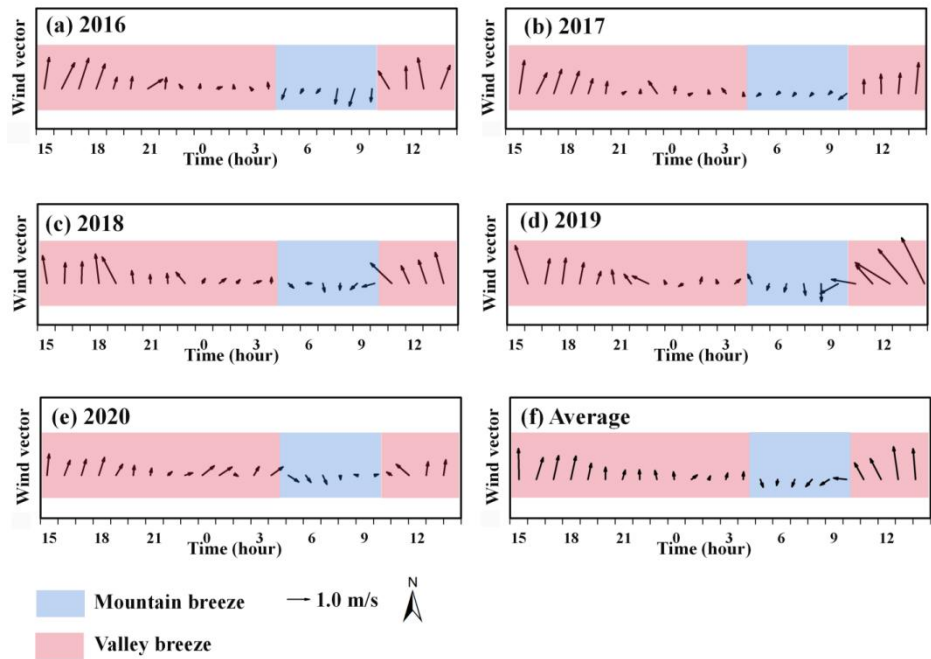 (a) 2016
Wind vector
15 18 21 0 3 6 9 12
Time (hour)
(b) 2017
Wind vector
15 18 21 0 3 6 9 12
Time (hour)
(c) 2018
Wind vector
15 18 21 0 3 6 9 12
Time (hour)
(d) 2019
Wind vector
15 18 21 0 3 6 9 12
Time (hour)
(e) 2020
Wind vector
15 18 21 0 3 6 9 12
Time (hour)
(f) Average
Wind vector
15 18 21 0 3 6 9 12
Time (hour)
Mountain breeze
1.0 m/s
N
Valley breeze